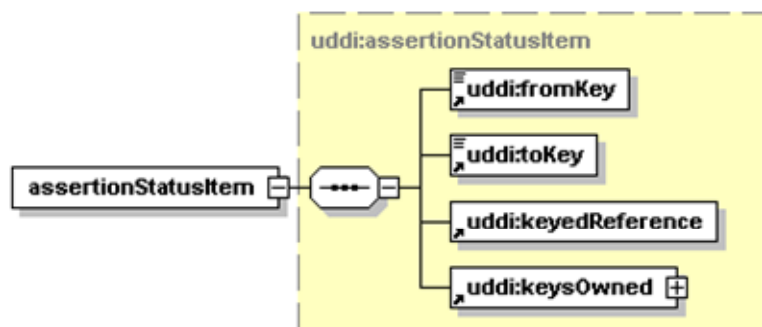 uddi:assertionStatusItem
uddi:fromKey
uddi:toKey
assertionStatusItem
uddi:keyedReference
uddi:keysOwned